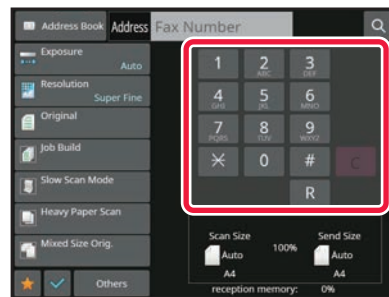 Address Book Address Fax Number
Exposure
Auto
Resolution
Super Fine
Original
Job Build
Slow Scan Mode
Heavy Paper Scan
Mixed Size Orig.
Others
1 2 3
ABC DEF
4 5 6
GHI JKL MNO
7 8 9
PQRS TUV WXYZ
0 # C
R
Scan Size Send Size
Auto 100% Auto
A4 A4
reception memory: 0%